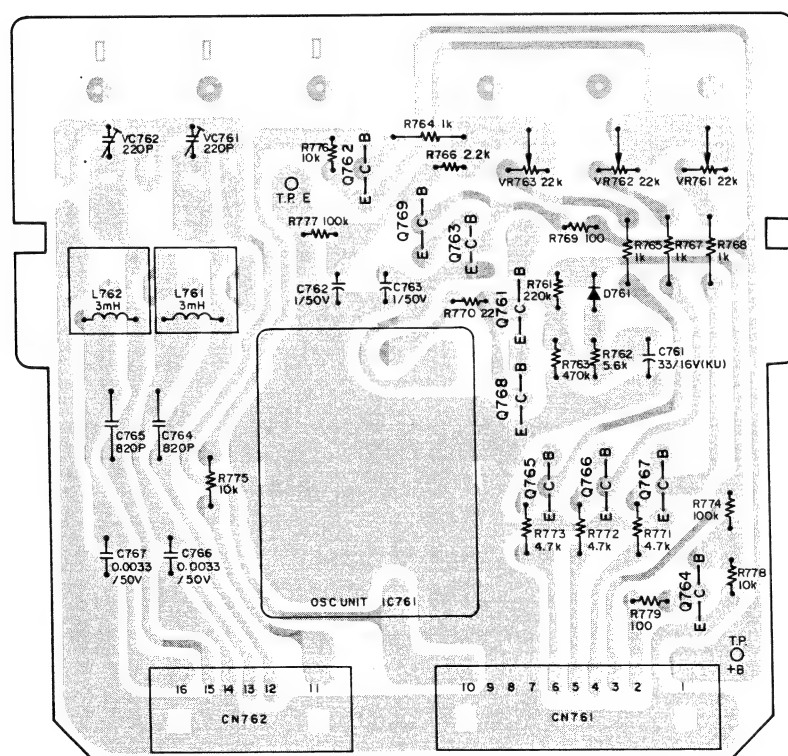 VC762
220P
VC761
220P
R776
10k
Q762
E-C-B
R764 1k
R766 2.2k
VR763 22k
VR762 22k
VR761 22k
T.P. E
R777 100k
Q769
E-C-B
Q763
E-C-B
R769 100
R765
1k
R767
1k
R768
1k
L762
3mH
L761
3mH
C762
1/50V
C763
1/50V
R770 22
Q761
E-C-B
R761
220k
D761
Q768
E-C-B
R763
470k
R762
5.6k
C761
33/16V(KU)
C765
820P
C764
820P
R775
10k
Q765
E-C-B
Q766
E-C-B
Q767
E-C-B
R774
100k
R773
4.7k
R772
4.7k
R771
4.7k
C767
0.0033
/50V
C766
0.0033
/50V
Q764
E-C-B
R778
10k
OSC UNIT IC761
R779
100
T.P.
+B
16 15 14 13 12 11
CN762
10 9 8 7 6 5 4 3 2 1
CN761